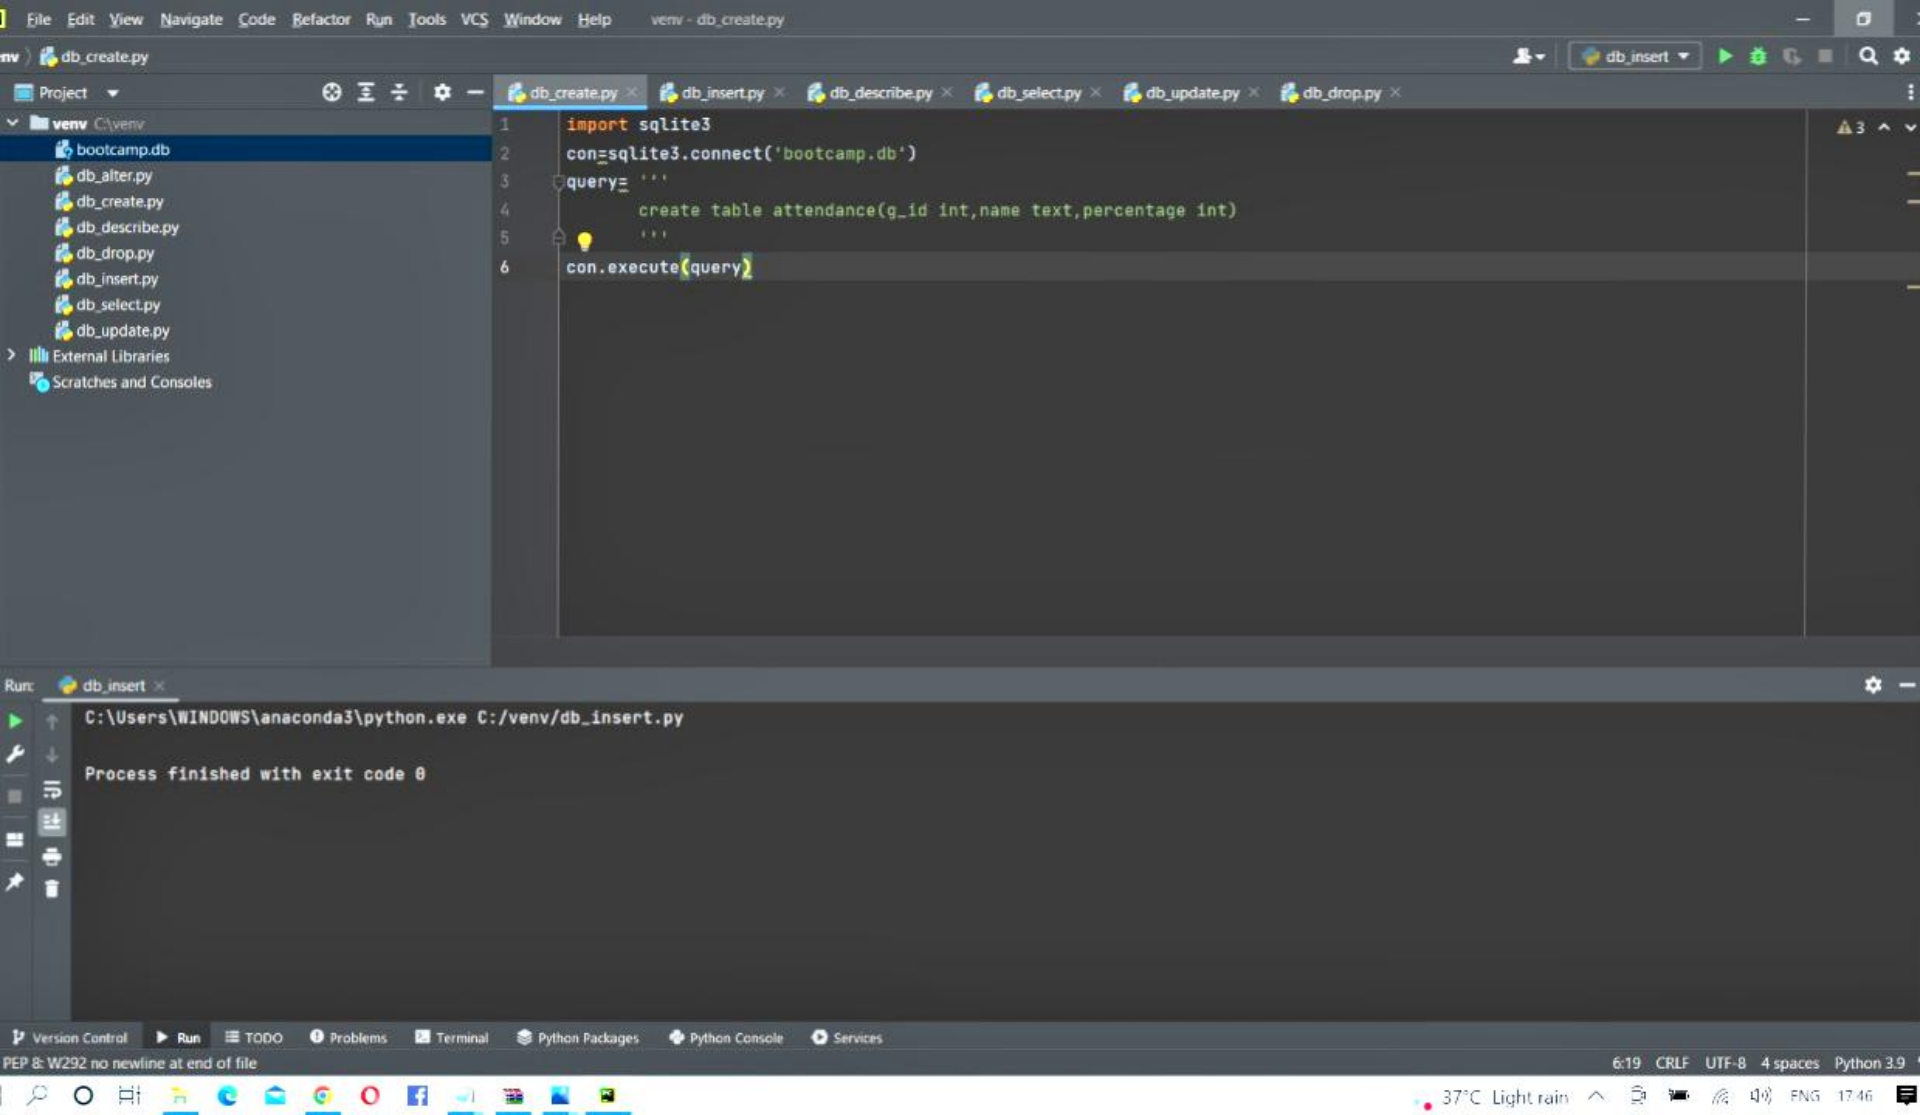 File Edit View Navigate Code Refactor Run Tools VCS Window Help venv - db_create.py
db_create.py db_insert
Project db_create.py db_insert.py db_describe.py db_select.py db_update.py db_drop.py
venv C:\venv
bootcamp.db
db_alter.py
db_create.py
db_describe.py
db_drop.py
db_insert.py
db_select.py
db_update.py
External Libraries
Scratches and Consoles
1 import sqlite3
2 con=sqlite3.connect('bootcamp.db')
3 query= '''
4 create table attendance(g_id int,name text,percentage int)
5 '''
6 con.execute(query)
3
Run: db_insert
C:\Users\WINDOWS\anaconda3\python.exe C:/venv/db_insert.py
Process finished with exit code 0
Version Control Run TODO Problems Terminal Python Packages Python Console Services
PEP 8: W292 no newline at end of file 6:19 CRLF UTF-8 4 spaces Python 3.9
37°C Light rain ENG 17:46